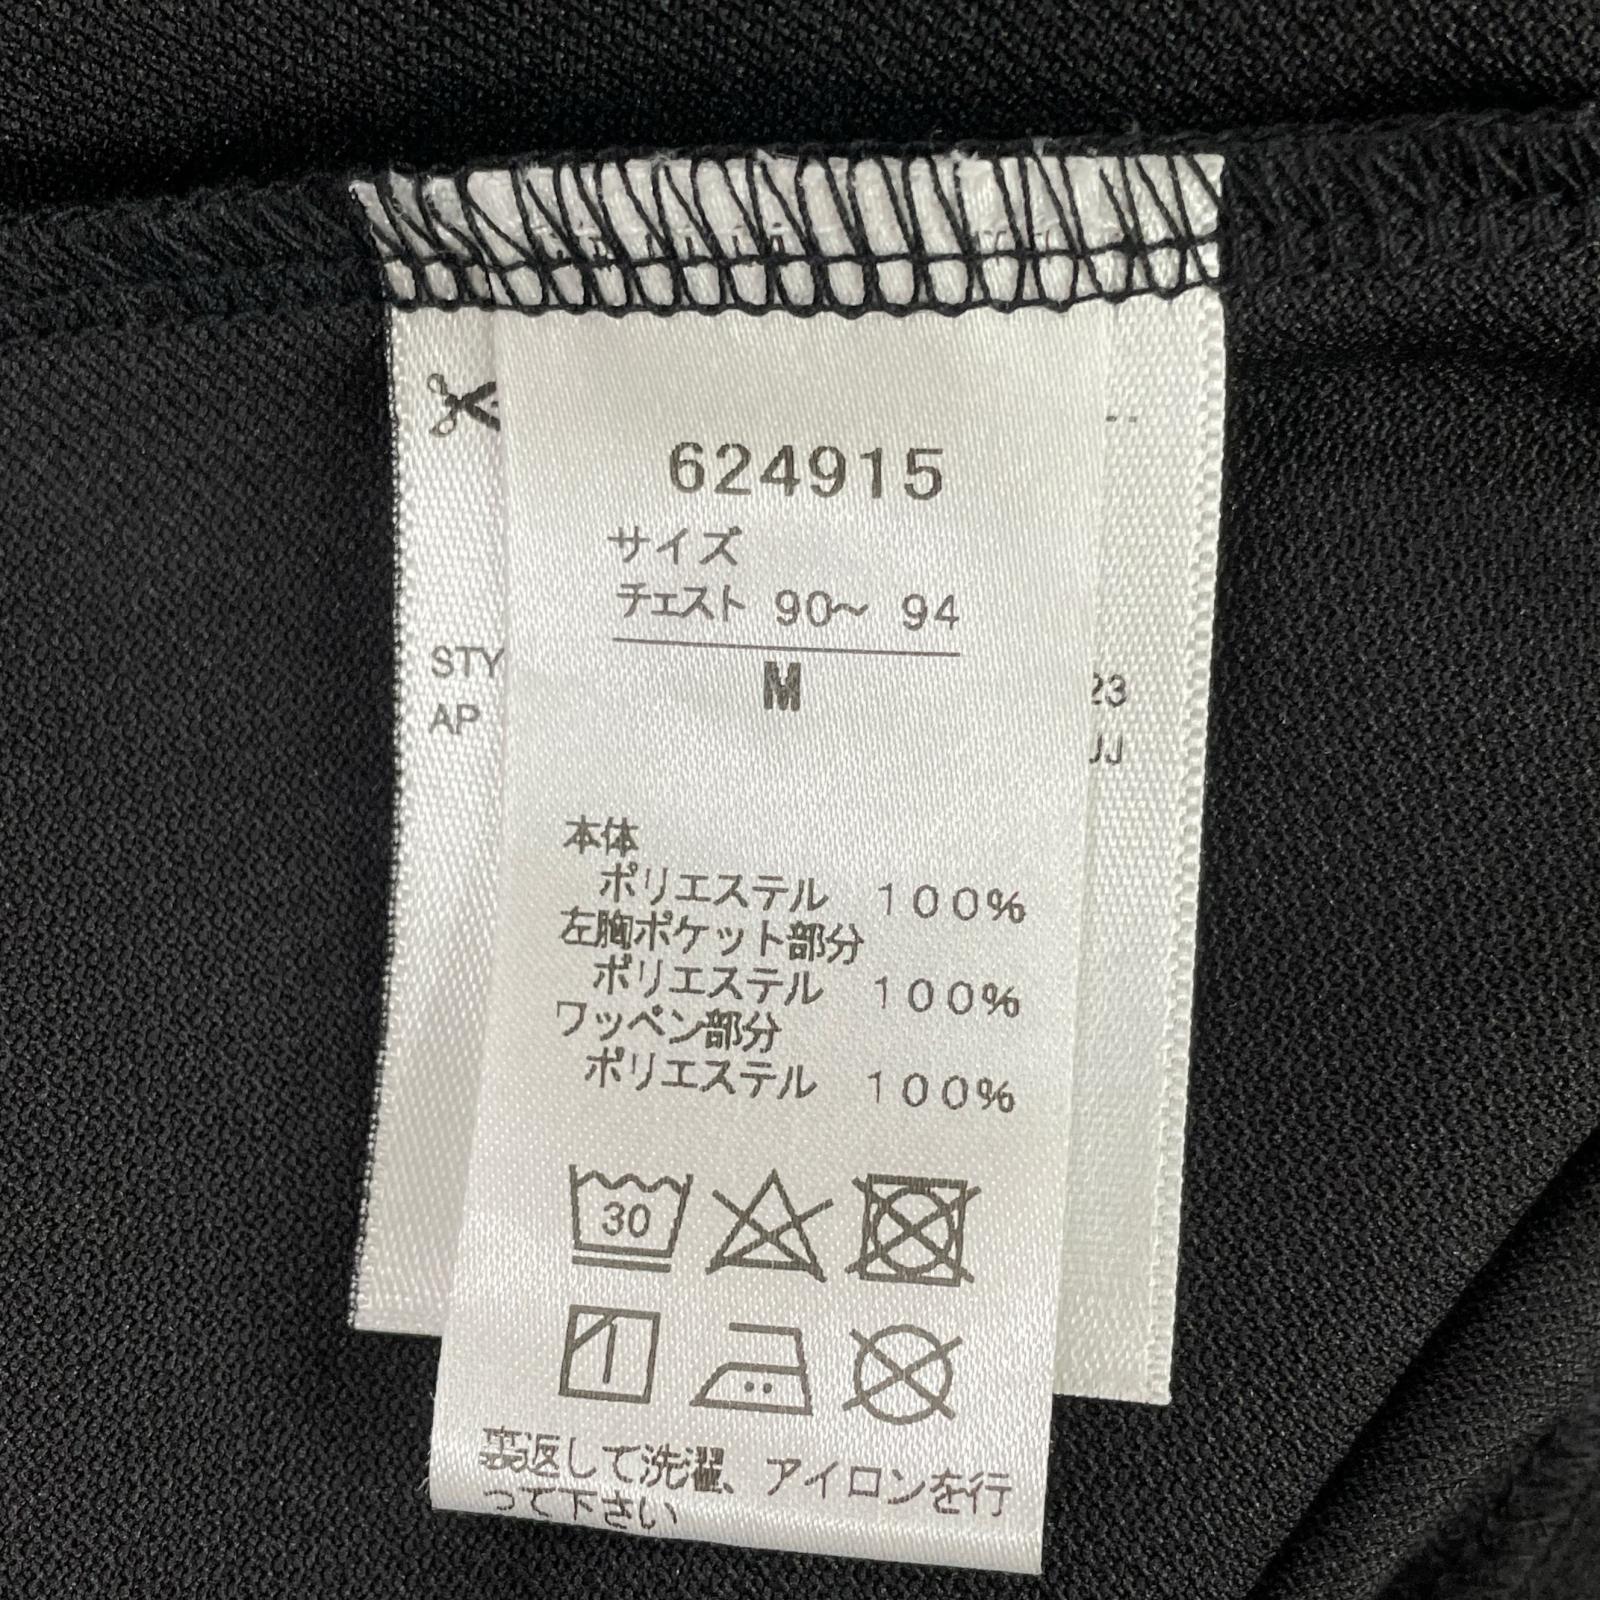 624915
サイズ
チェスト 90~ 94
M
STY
23
AP
JJ
本体
ポリエステル 100%
左胸ポケット部分
ポリエステル 100%
ワッペン部分
ポリエステル 100%
30
裏返して洗濯、アイロンを行
って下さい